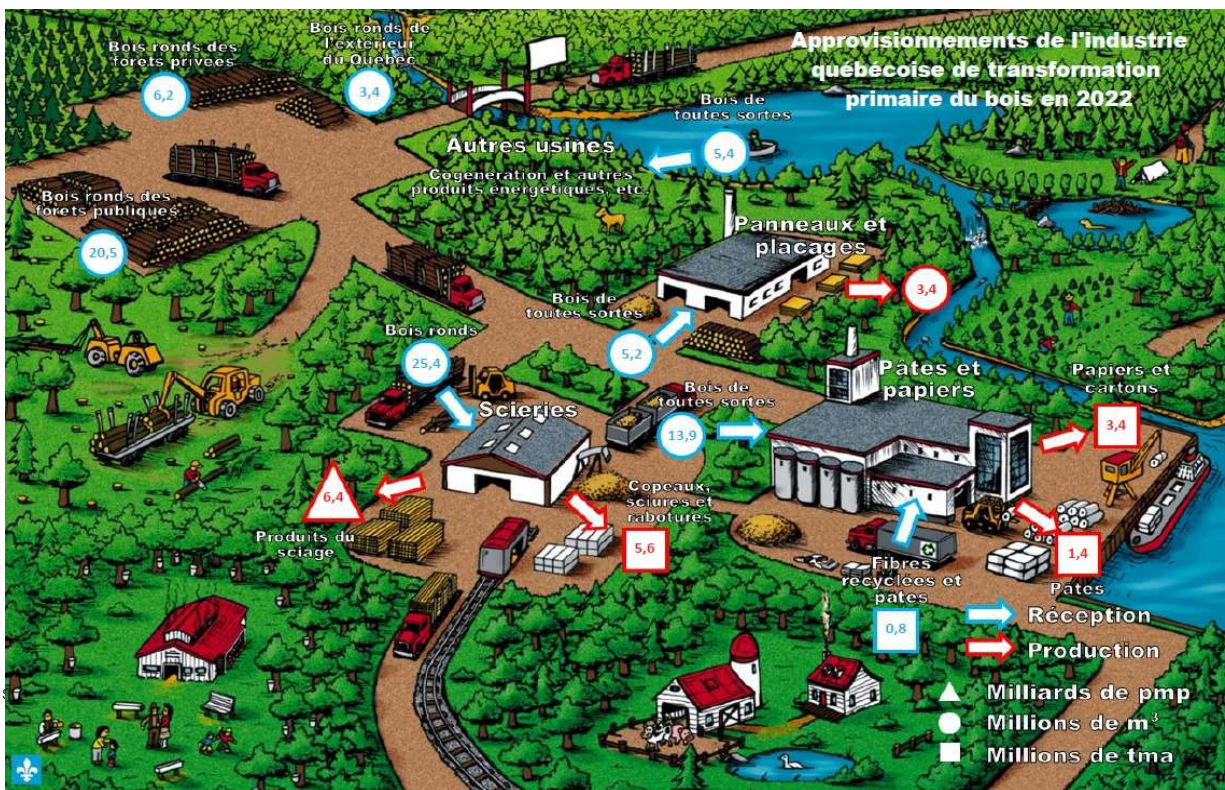 Approvisionnements de l'industrie
québécoise de transformation
primaire du bois en 2022
Bois ronds des
forêts privées
6,2
Bois ronds de
l'extérieur
du Québec
3,4
Bois de
toutes sortes
5,4
Autres usines
Cogénération et autres
produits énergétiques, etc.
Bois ronds des
forêts publiques
20,5
Panneaux et
placages
3,4
Bois de
toutes sortes
5,2
Bois ronds
25,4
Scieries
Bois de
toutes sortes
13,9
Pâtes et
papiers
Papiers et
cartons
3,4
6,4
Produits du
sciage
Copeaux,
sciures et
rabotures
5,6
Fibres
recyclées et
pâtes
0,8
1,4
Pâtes
Réception
Production
Milliards de pmp
Millions de m³
Millions de tma